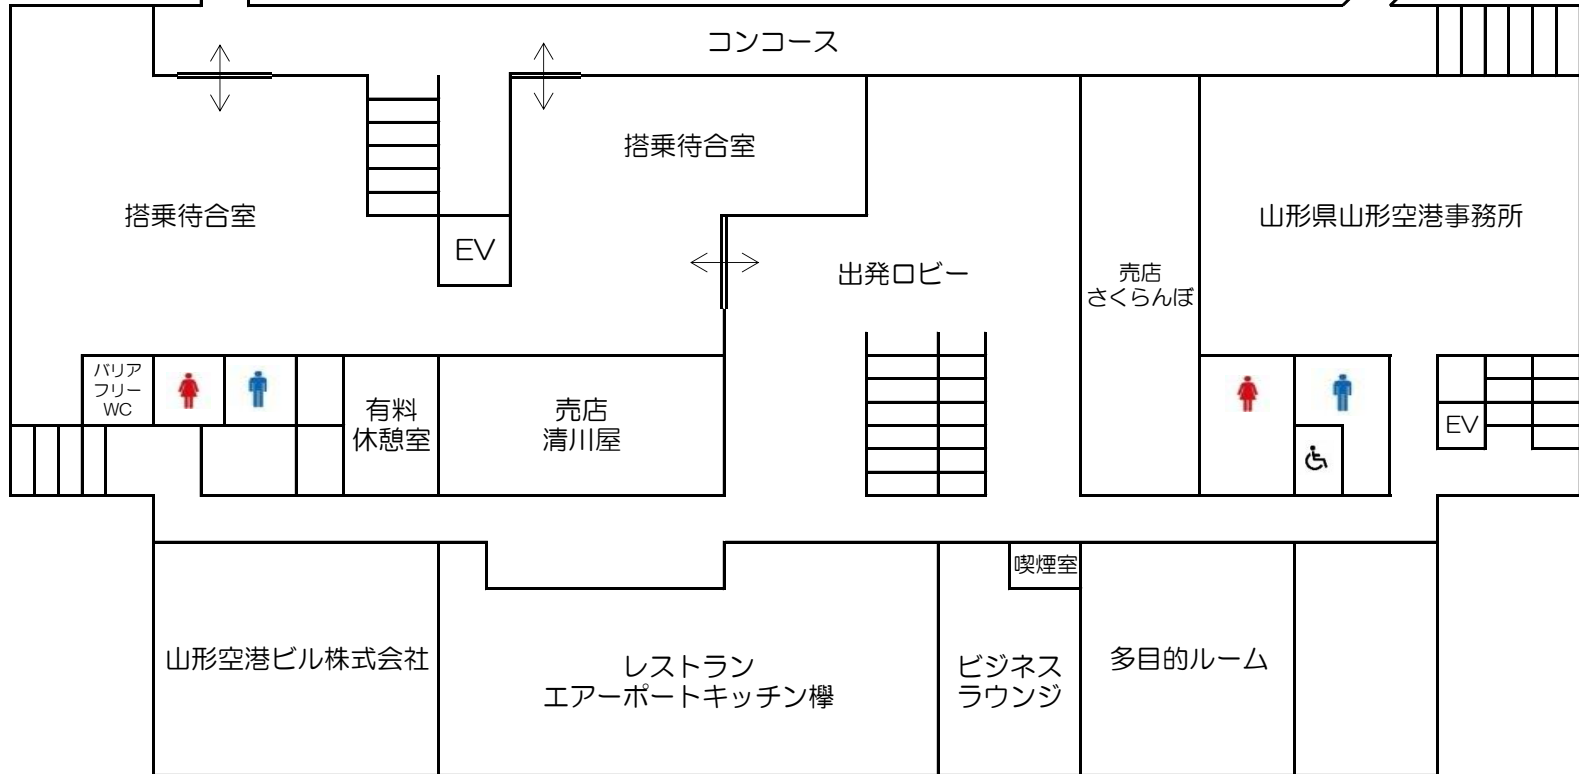 コンコース
搭乗待合室
搭乗待合室
山形県山形空港事務所
EV
出発ロビー
売店
さくらんぼ
バリア
フリー
WC
有料
休憩室
売店
清川屋
EV
喫煙室
山形空港ビル株式会社
レストラン
エアーポートキッチン欅
ビジネス
ラウンジ
多目的ルーム